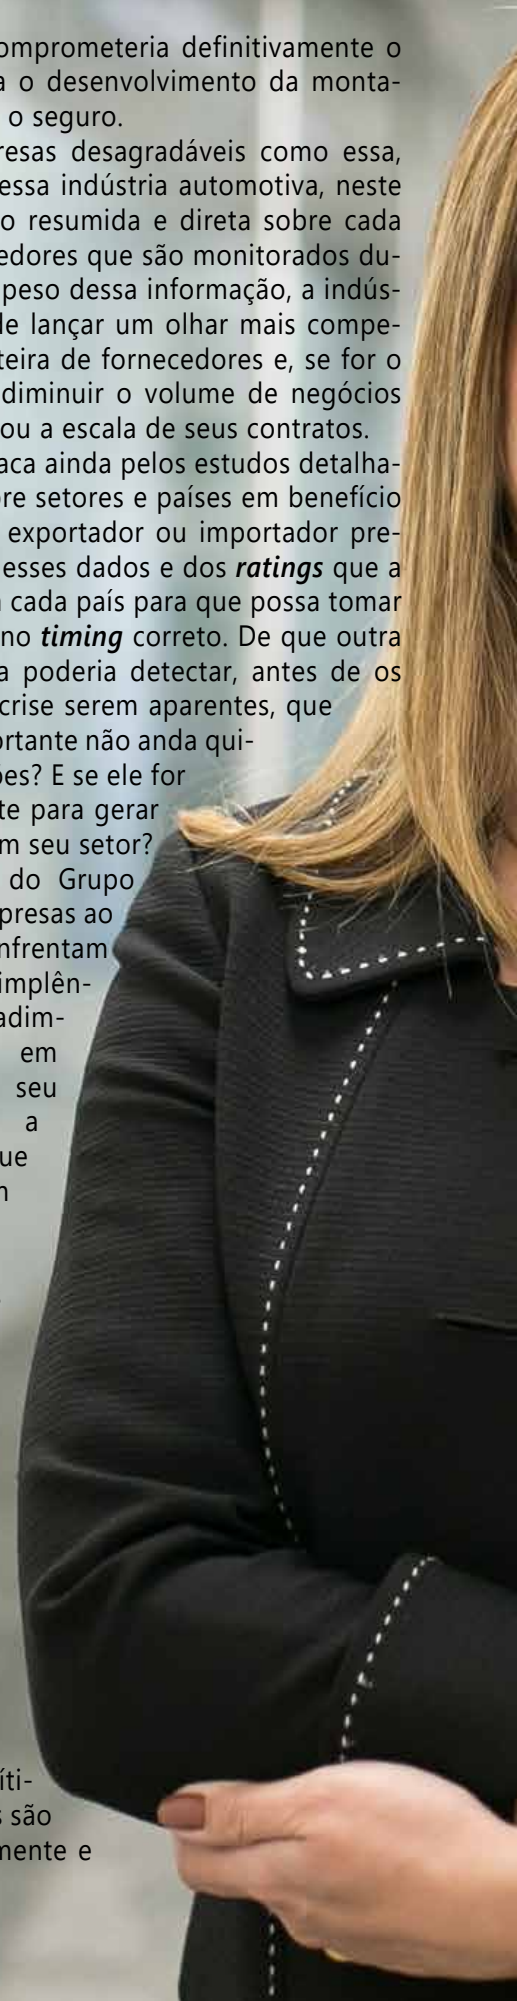 omprometeria definitivamente o
a o desenvolvimento da monta-
o seguro.
resas desagradáveis como essa,
essa indústria automotiva, neste
o resumida e direta sobre cada
edores que são monitorados du-
peso dessa informação, a indús-
le lançar um olhar mais compe-
teira de fornecedores e, se for o
diminuir o volume de negócios
ou a escala de seus contratos.
aca ainda pelos estudos detalha-
re setores e países em benefício
exportador ou importador pre-
esses dados e dos ratings que a
cada país para que possa tomar
no timing correto. De que outra
a poderia detectar, antes de os
crise serem aparentes, que
ortante não anda qui-
es? E se ele for
te para gerar
m seu setor?
do Grupo
presas ao
nfrentam
implên-
adim-
em
seu
a
ue
m
íti-
s são
mente e